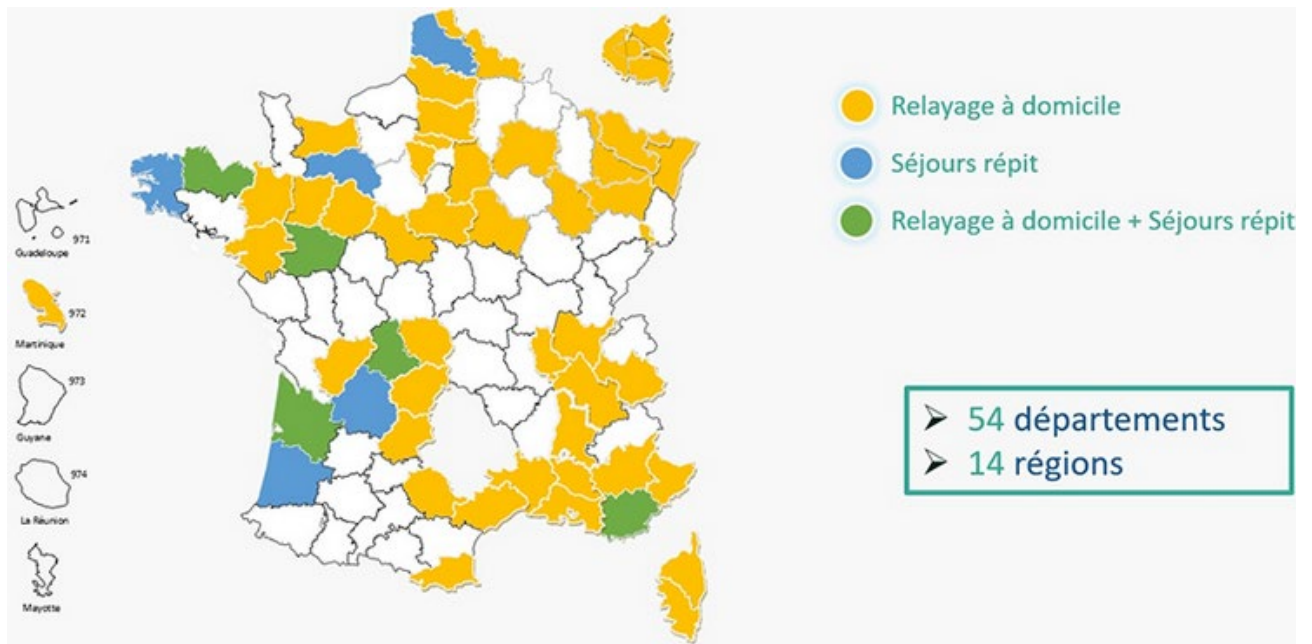 Relayage à domicile
Séjours répit
Relayage à domicile + Séjours répit
971
Guadeloupe
972
Martinique
973
Guyane
974
La Réunion
Mayotte
54 départements
14 régions